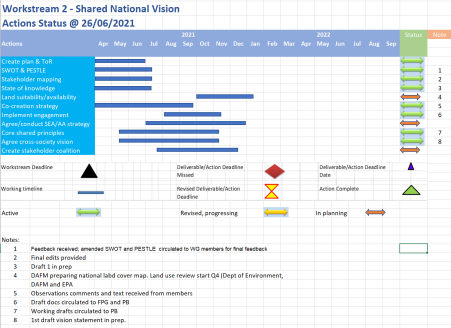 Workstream 2 - Shared National Vision
Actions Status @ 26/06/2021
2021 2022 Status Note
Actions Apr May Jun Jul Aug Sep Oct Nov Dec Jan Feb Mar Apr May Jun Jul Aug Sep
Create plan & ToR
SWOT & PESTLE 1
Stakeholder mapping 2
State of knowledge 3
Land suitability/availability 4
Co-creation strategy 5
Implement engagement 6
Agree/conduct SEA/AA strategy
Core shared principles 7
Agree cross-society vision 8
Create stakeholder coalition
Workstream Deadline Deliverable/Action Deadline Missed Deliverable/Action Deadline Date
Working timeline Revised Deliverable/Action Deadline Action Complete
Active Revised, progressing In planning
Notes:
1 Feedback received; amended SWOT and PESTLE circulated to WG members for final feedback
2 Final edits provided
3 Draft 1 in prep
4 DAFM preparing national labd cover map. Land use review start Q4 (Dept of Environment,
DAFM and EPA
5 Observations comments and text received from members
6 Draft docs circulated to FPG and PB
7 Working drafts circulated to PB
8 1st draft vision statement in prep.